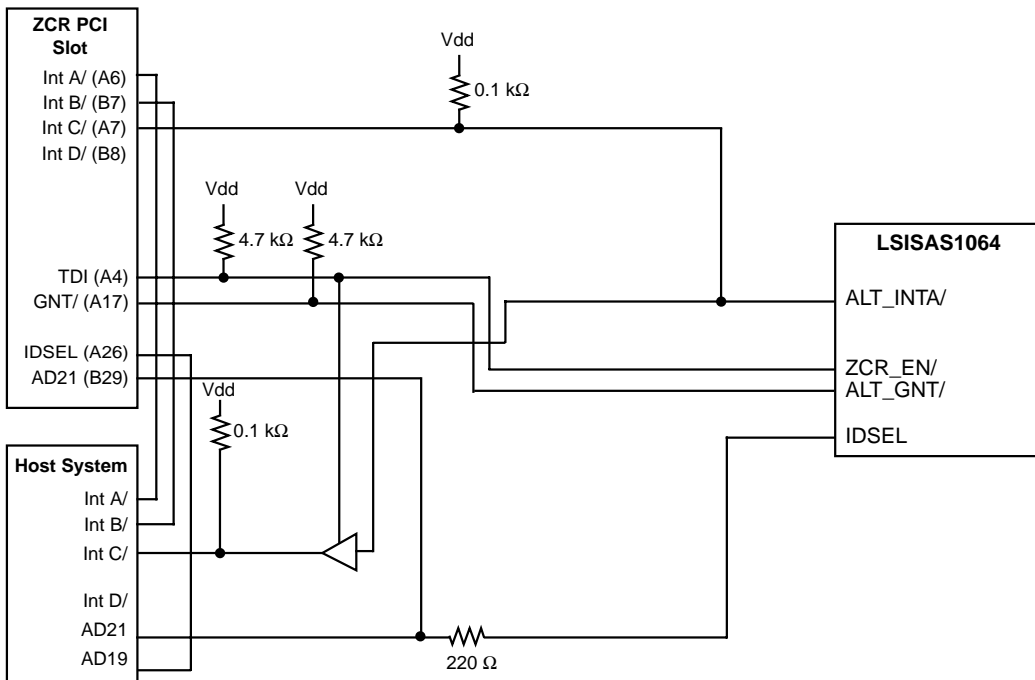 ZCR PCI
Slot
Int A/ (A6)
Int B/ (B7)
Int C/ (A7)
Int D/ (B8)
TDI (A4)
GNT/ (A17)
IDSEL (A26)
AD21 (B29)
Vdd
0.1 kΩ
Vdd
4.7 kΩ
Vdd
4.7 kΩ
LSISAS1064
ALT_INTA/
ZCR_EN/
ALT_GNT/
IDSEL
Vdd
0.1 kΩ
Host System
Int A/
Int B/
Int C/
Int D/
AD21
AD19
220 Ω